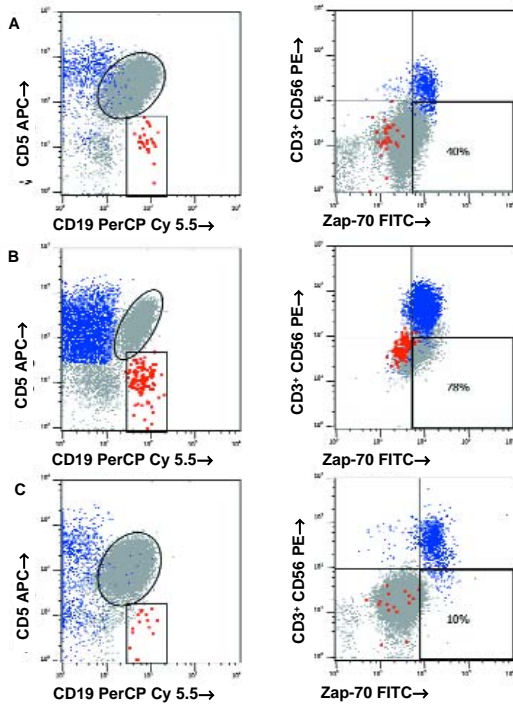 A
CD5 APC→
CD19 PerCP Cy 5.5→
CD3+ CD56 PE→
40%
Zap-70 FITC→
B
CD5 APC→
CD19 PerCP Cy 5.5→
CD3+ CD56 PE→
78%
Zap-70 FITC→
C
CD5 APC→
CD19 PerCP Cy 5.5→
CD3+ CD56 PE→
10%
Zap-70 FITC→